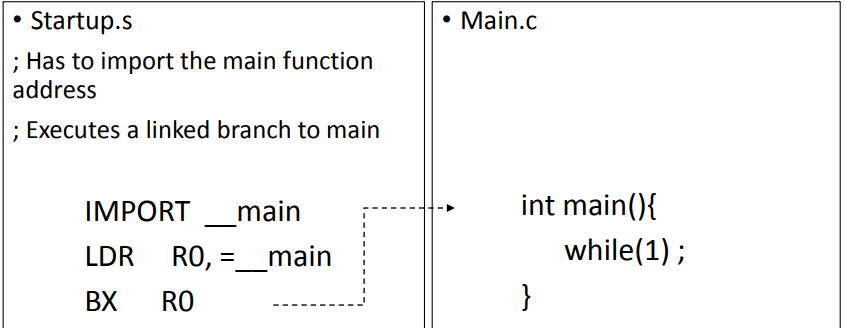 • Startup.s
; Has to import the main function
address
; Executes a linked branch to main
IMPORT __main
LDR R0, =__main
BX R0
• Main.c
int main(){
while(1) ;
}